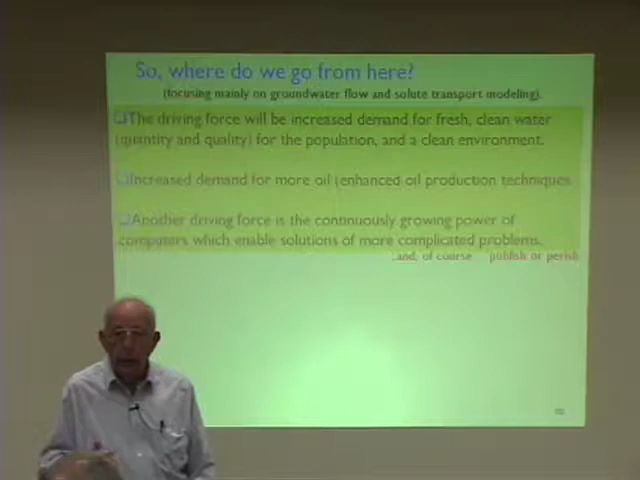 So, where do we go from here?
(focusing mainly on groundwater flow and solute transport modeling).
The driving force will be increased demand for fresh, clean water
(quantity and quality) for the population, and a clean environment.
Increased demand for more oil (enhanced oil production techniques
Another driving force is the continuously growing power of
computers which enable solutions of more complicated problems.
..and, of course publish or perish